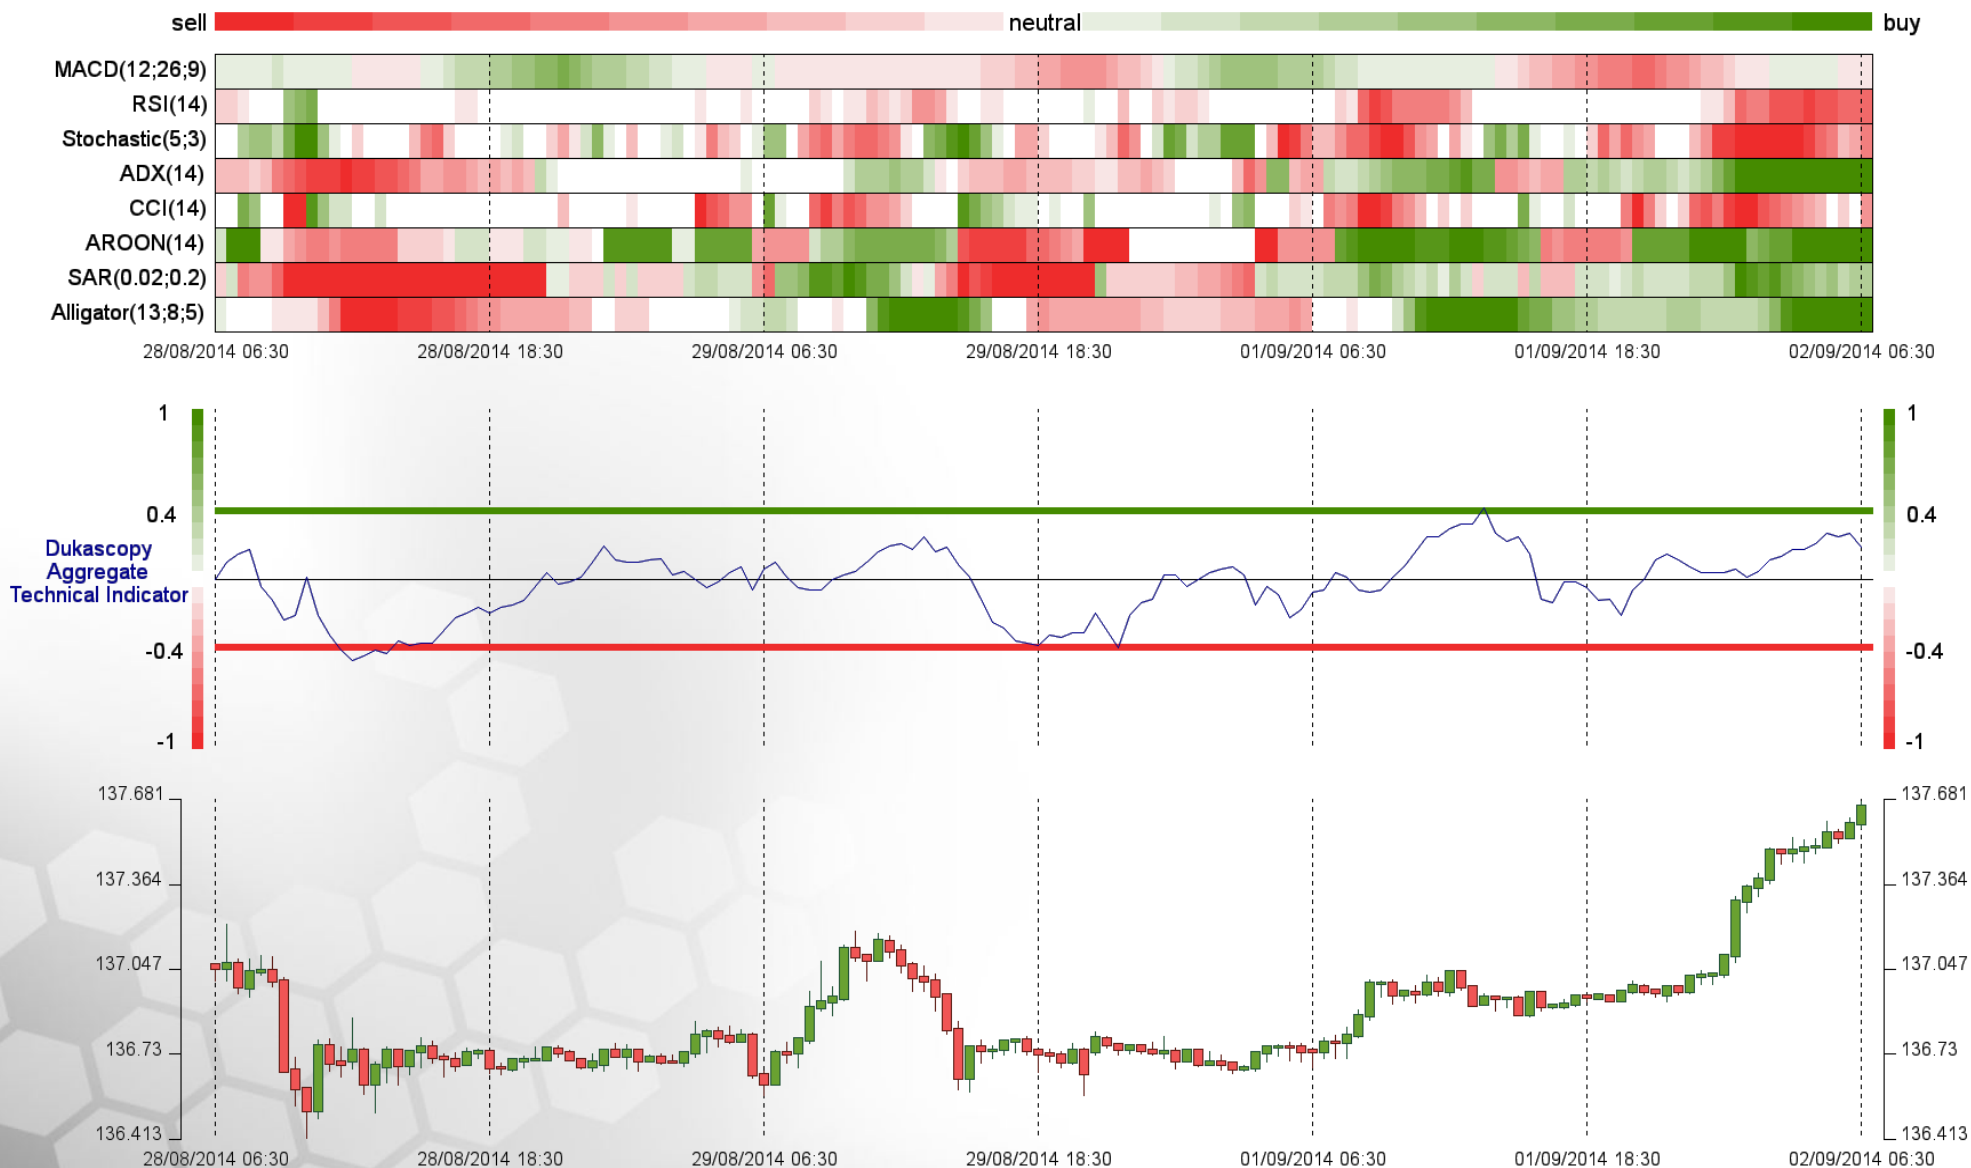 sell neutral buy
MACD(12;26;9)
RSI(14)
Stochastic(5;3)
ADX(14)
CCI(14)
AROON(14)
SAR(0.02;0.2)
Alligator(13;8;5)
28/08/2014 06:30 28/08/2014 18:30 29/08/2014 06:30 29/08/2014 18:30 01/09/2014 06:30 01/09/2014 18:30 02/09/2014 06:30
1 1
0.4 0.4
Dukascopy
Aggregate
Technical Indicator
-0.4 -0.4
-1 -1
137.681 137.681
137.364 137.364
137.047 137.047
136.73 136.73
136.413 136.413
28/08/2014 06:30 28/08/2014 18:30 29/08/2014 06:30 29/08/2014 18:30 01/09/2014 06:30 01/09/2014 18:30 02/09/2014 06:30